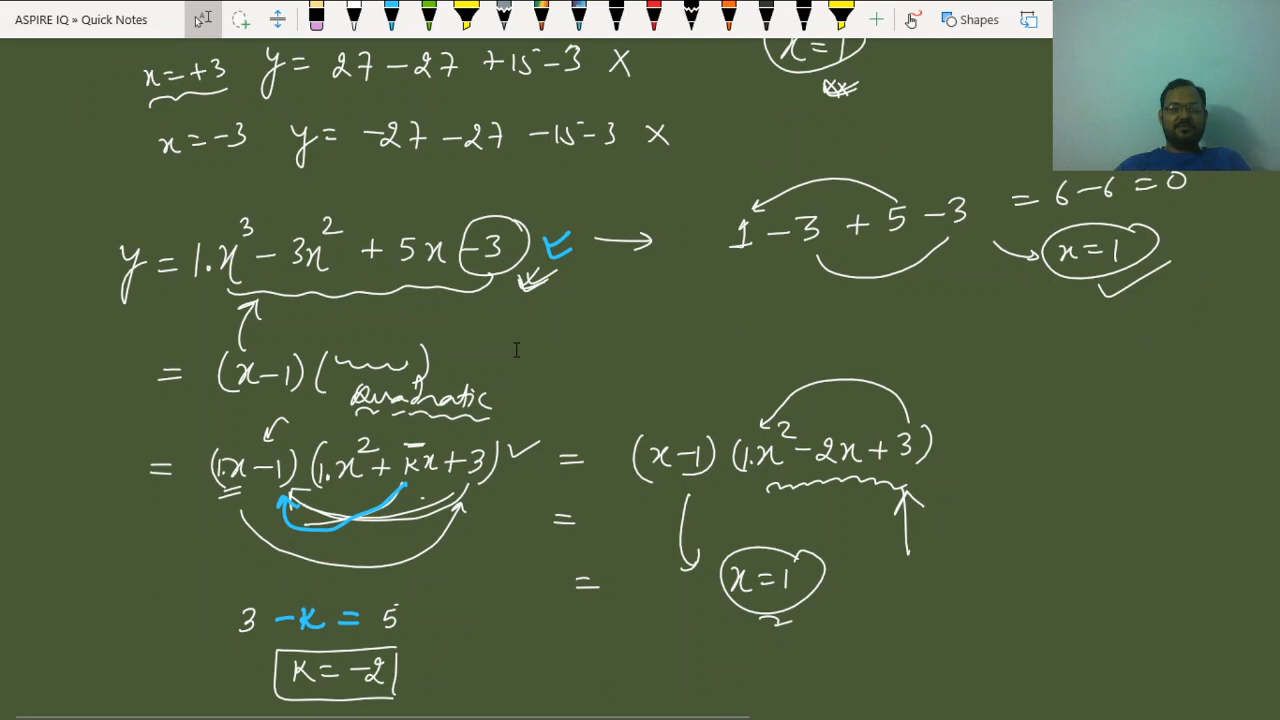 ASPIRE IQ » Quick Notes
Shapes
x=+3 y= 27 -27 +15 -3 X
x=1
x=-3 y= -27 -27 -15 -3 X
y = 1.x³ - 3x² + 5x -3 → 1 -3 + 5 -3 = 6-6 = 0
x=1
= (x-1)( )
Quadratic
= (1.x-1)(1.x²+Kx+3) = (x-1)(1.x²-2x+3)
=
= x=1
3 -K = 5
K = -2